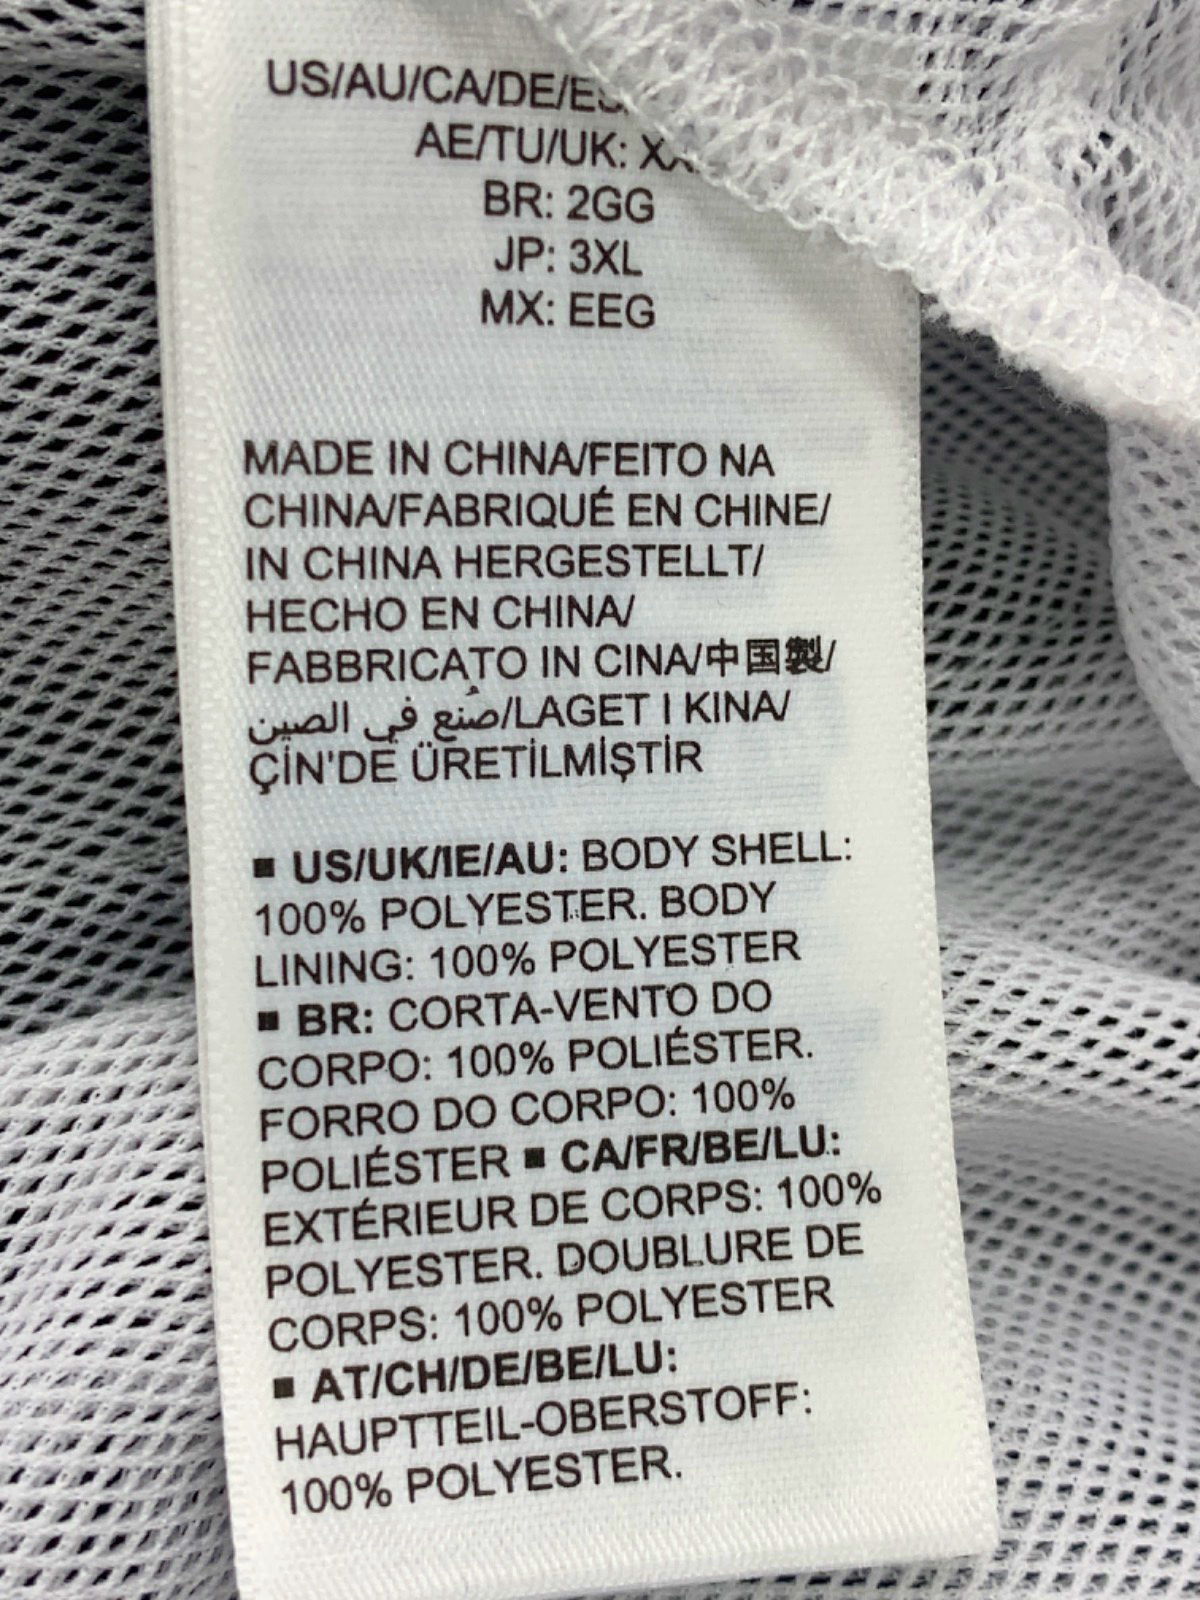 US/AU/CA/DE/
AE/TU/UK:
BR: 2GG
JP: 3XL
MX: EEG
MADE IN CHINA/FEITO NA
CHINA/FABRIQUÉ EN CHINE/
IN CHINA HERGESTELLT/
HECHO EN CHINA/
FABBRICATO IN CINA/中国製/
صُنع في الصين/LAGET I KINA/
ÇİN'DE ÜRETİLMİŞTİR
■ US/UK/IE/AU: BODY SHELL:
100% POLYESTER. BODY
LINING: 100% POLYESTER
■ BR: CORTA-VENTO DO
CORPO: 100% POLIÉSTER.
FORRO DO CORPO: 100%
POLIÉSTER ■ CA/FR/BE/LU:
EXTÉRIEUR DE CORPS: 100%
POLYESTER. DOUBLURE DE
CORPS: 100% POLYESTER
■ AT/CH/DE/BE/LU:
HAUPTTEIL-OBERSTOFF:
100% POLYESTER.